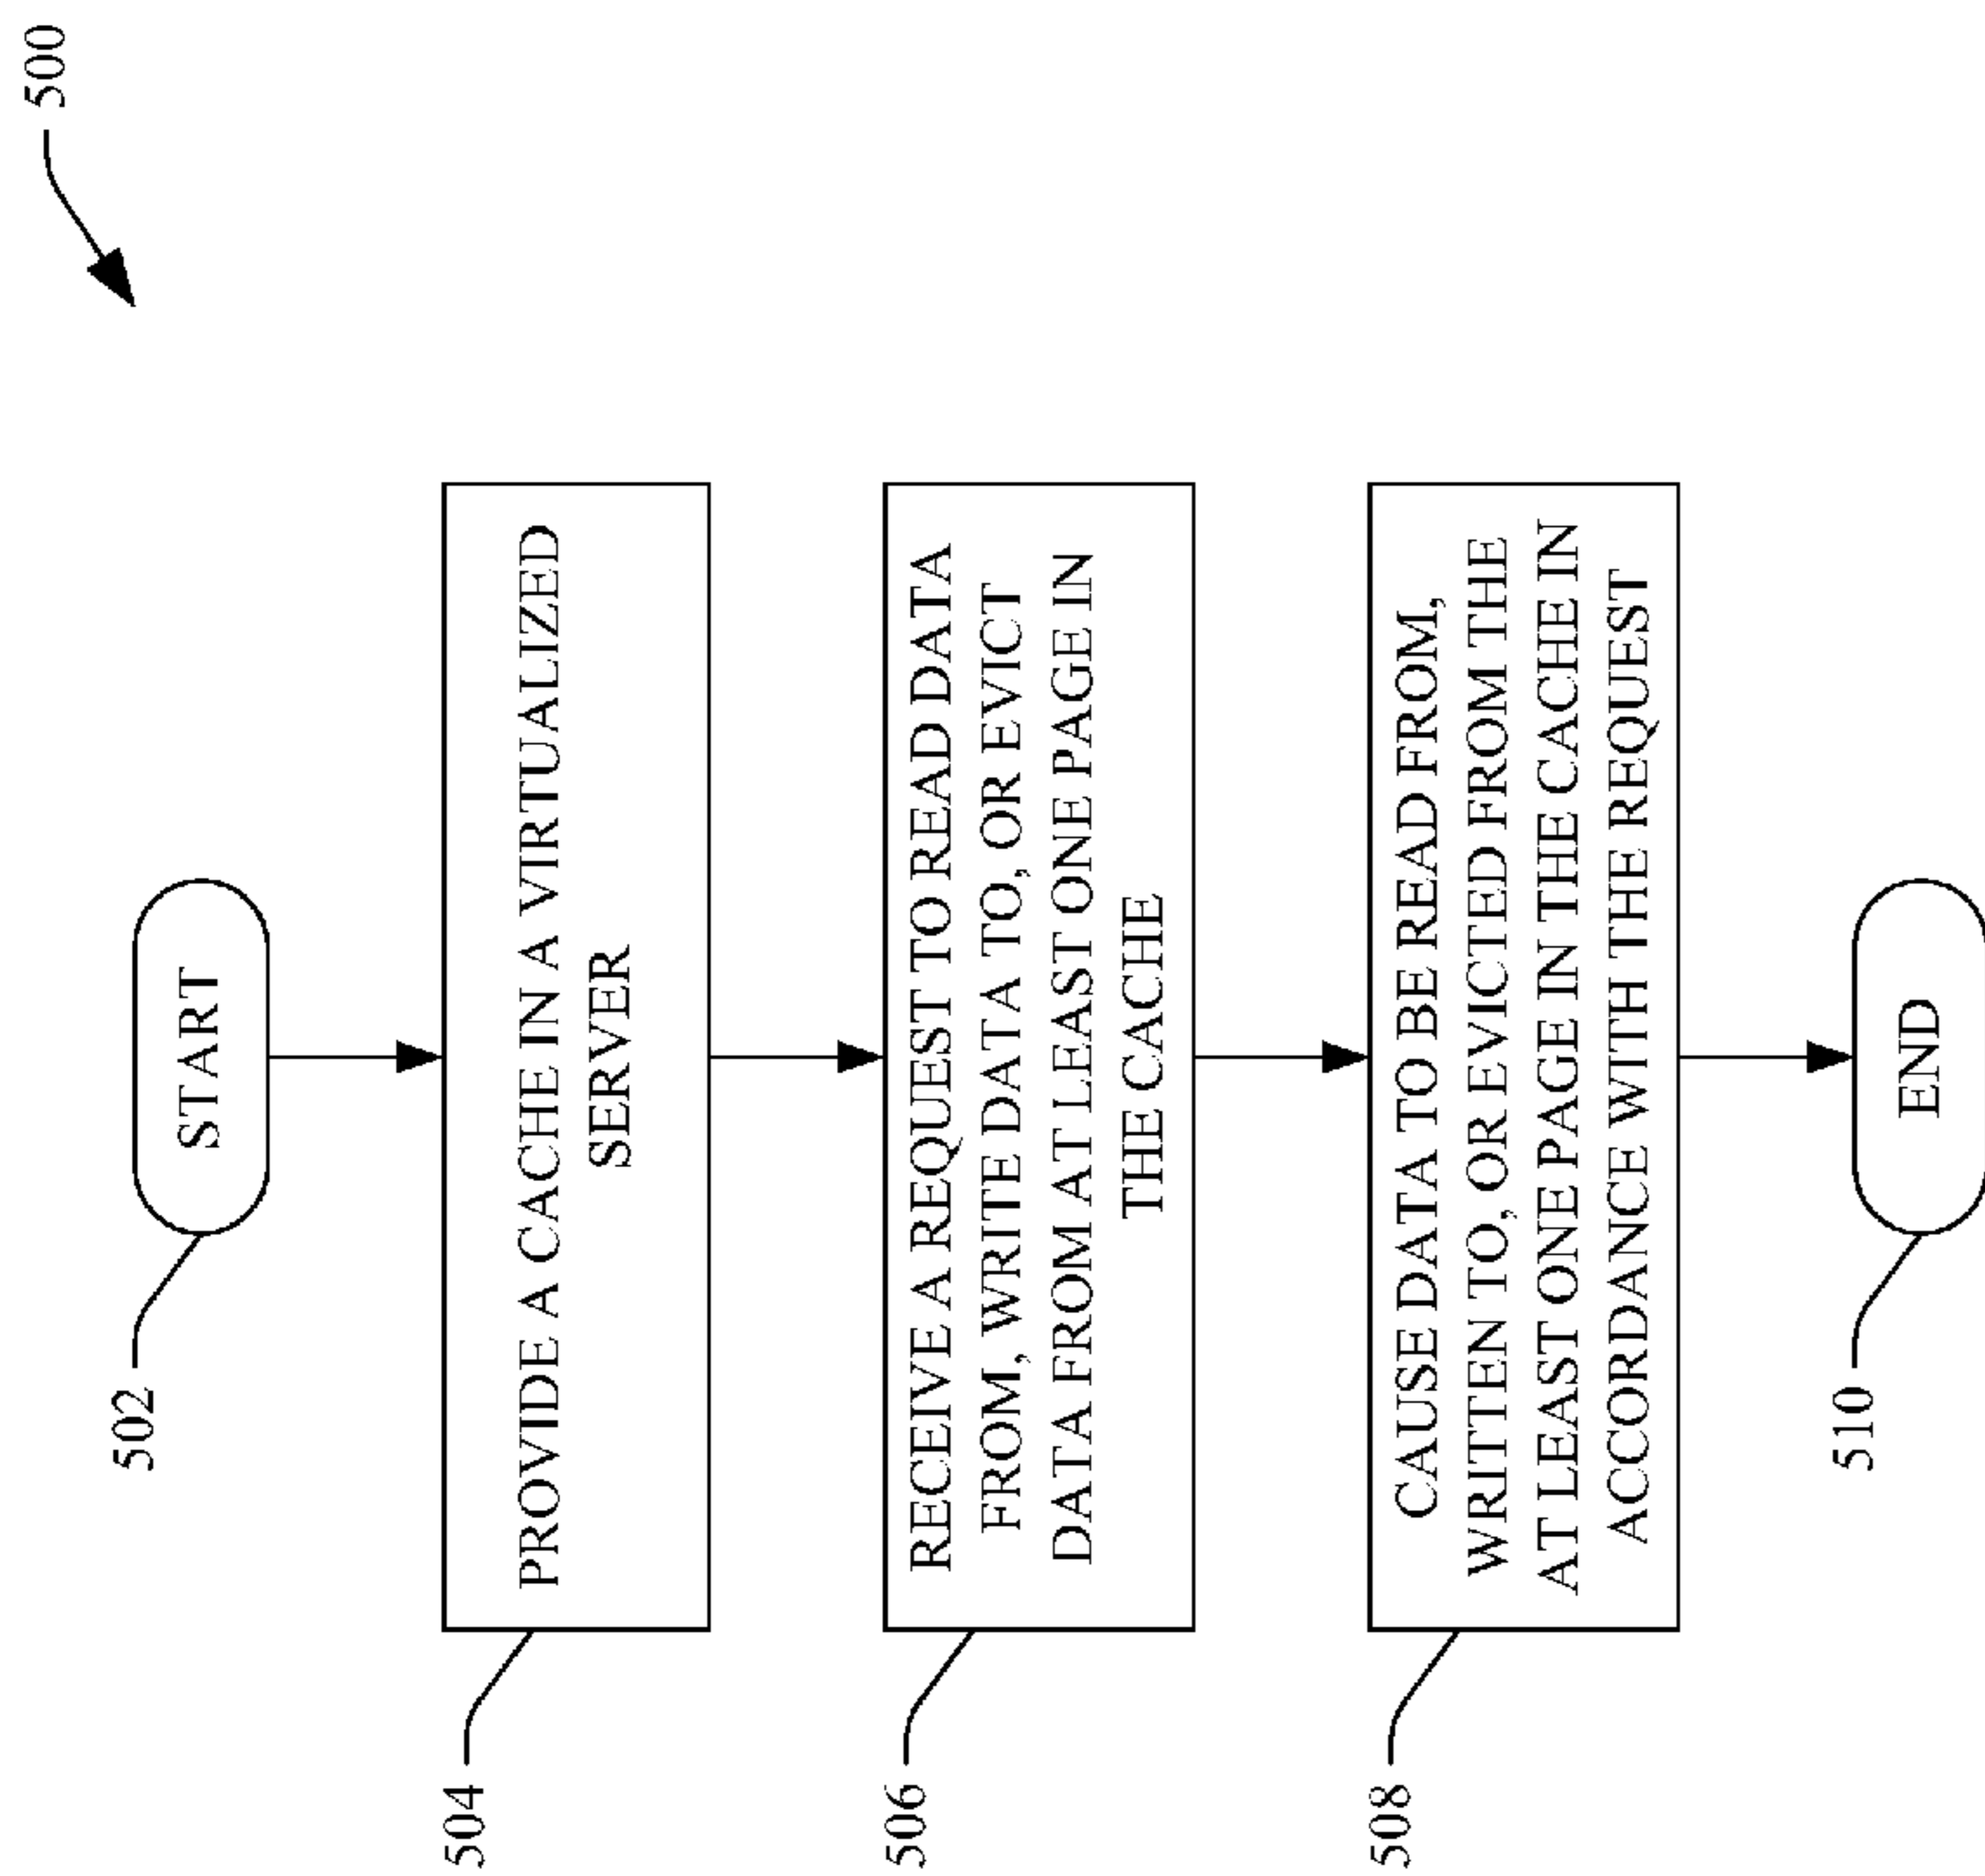 500
502
START
504
PROVIDE A CACHE IN A VIRTUALIZED
SERVER
506
RECEIVE A REQUEST TO READ DATA
FROM, WRITE DATA TO, OR EVICT
DATA FROM AT LEAST ONE PAGE IN
THE CACHE
508
CAUSE DATA TO BE READ FROM,
WRITTEN TO, OR EVICTED FROM THE
AT LEAST ONE PAGE IN THE CACHE IN
ACCORDANCE WITH THE REQUEST
510
END